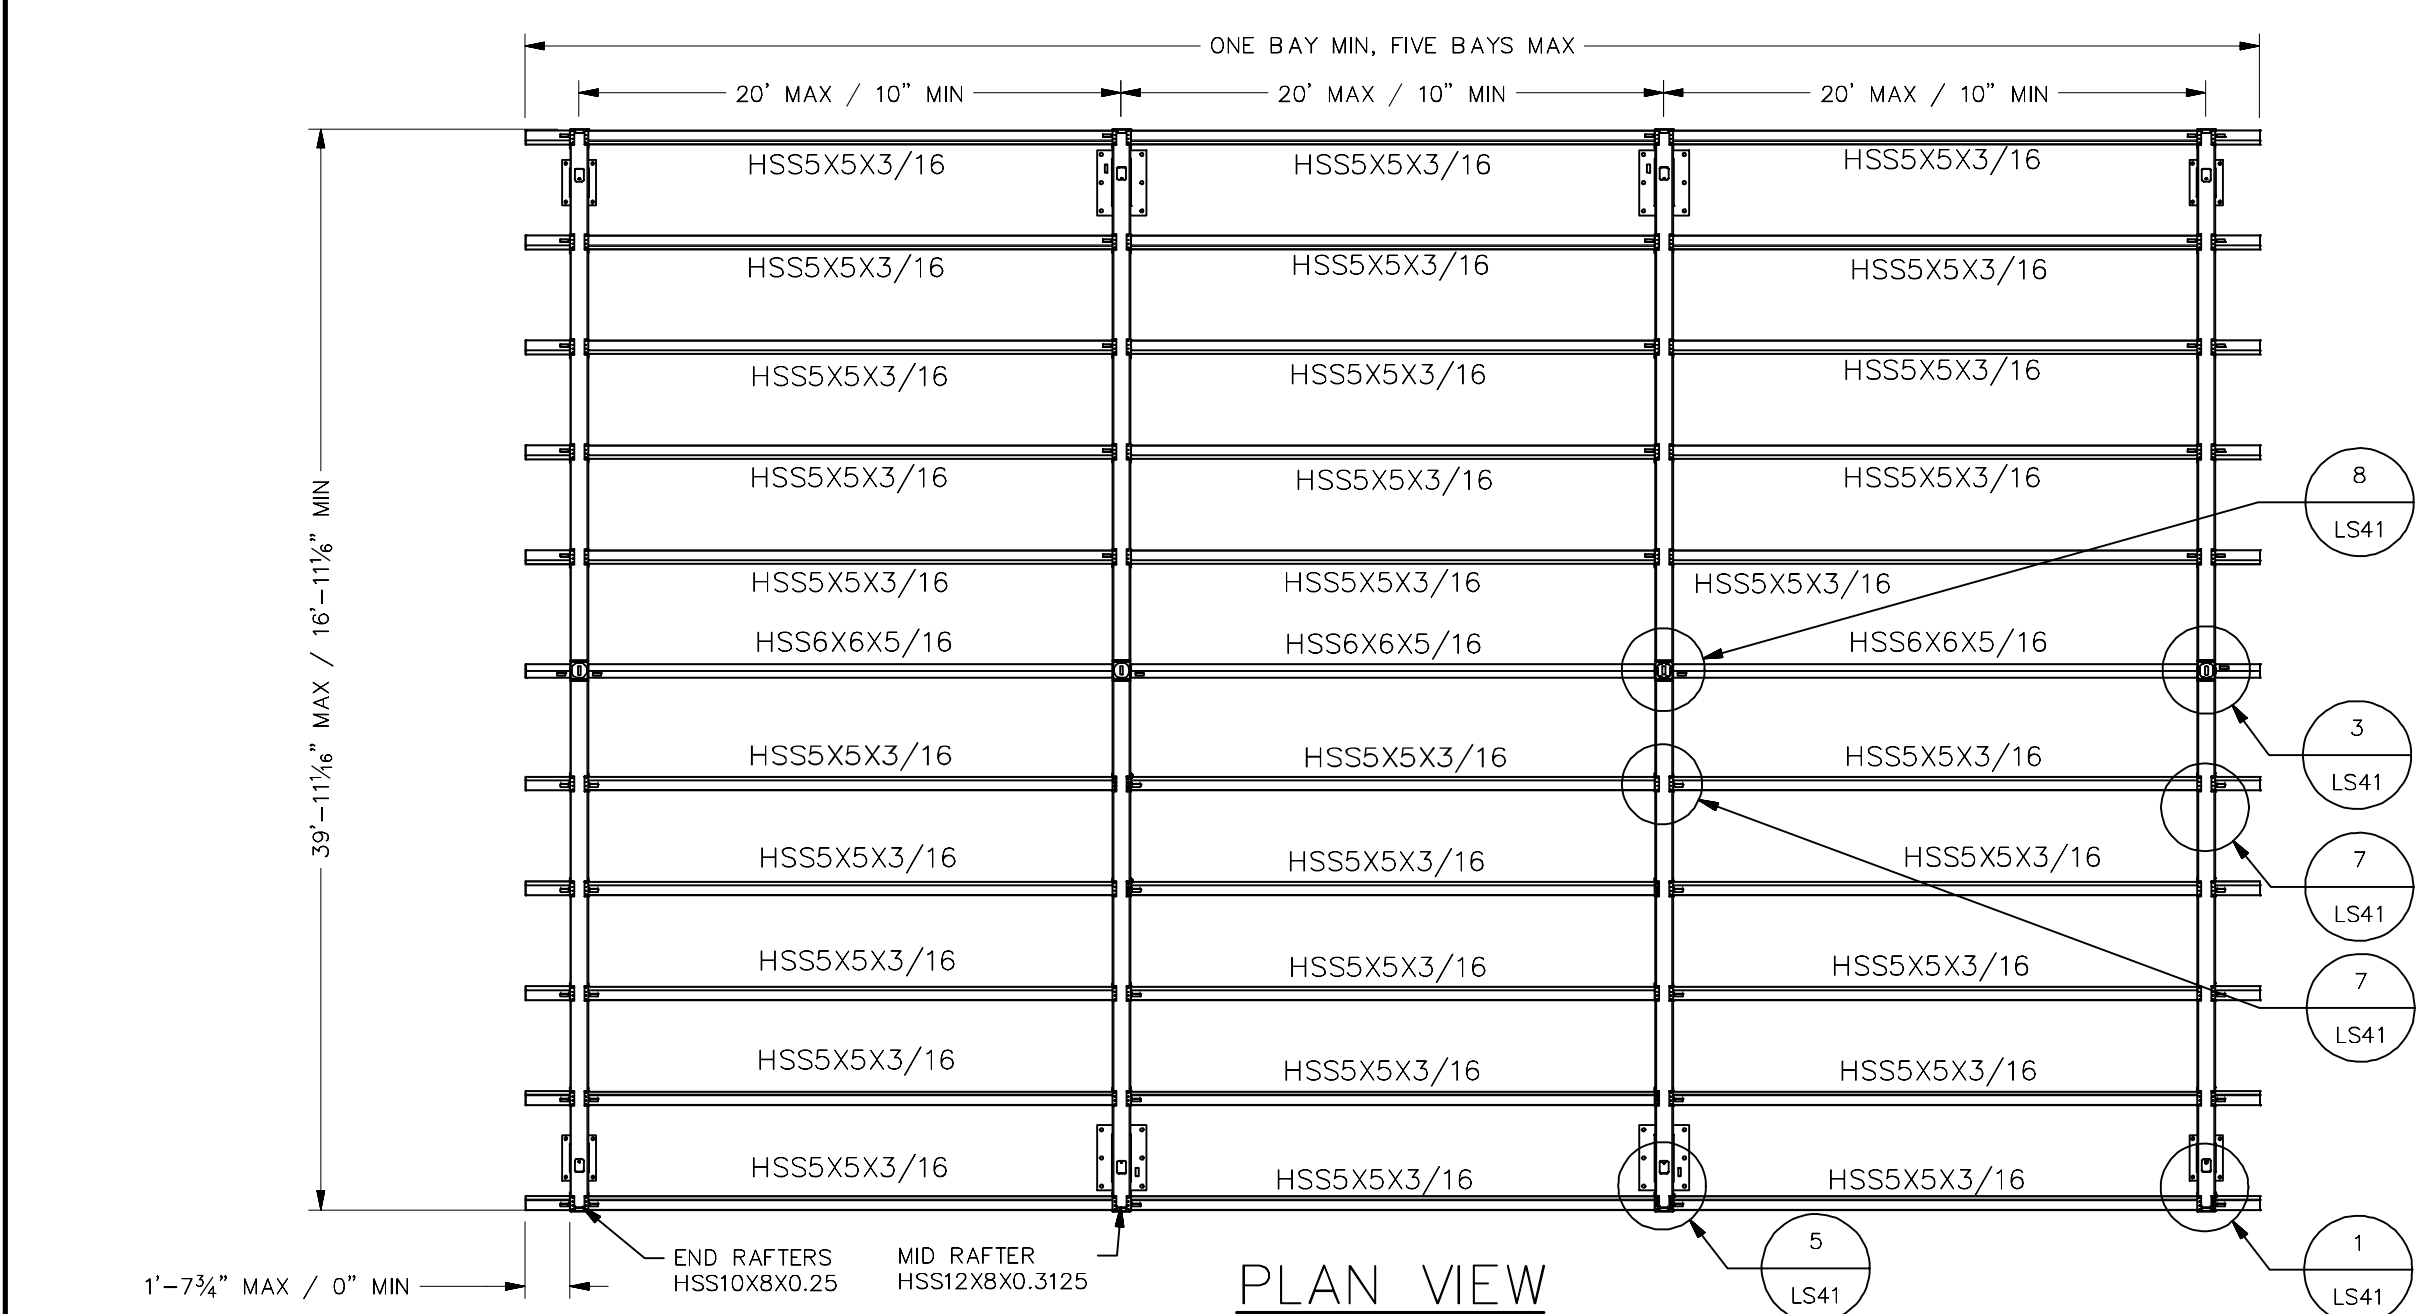 ONE BAY MIN, FIVE BAYS MAX
20' MAX / 10" MIN
20' MAX / 10" MIN
20' MAX / 10" MIN
HSS5X5X3/16
HSS5X5X3/16
HSS5X5X3/16
HSS5X5X3/16
HSS5X5X3/16
HSS5X5X3/16
HSS5X5X3/16
HSS5X5X3/16
HSS5X5X3/16
HSS5X5X3/16
HSS5X5X3/16
HSS5X5X3/16
8
LS41
HSS5X5X3/16
HSS5X5X3/16
HSS5X5X3/16
39'-11 1/16" MAX / 16'-11 1/16" MIN
HSS6X6X5/16
HSS6X6X5/16
HSS6X6X5/16
3
LS41
HSS5X5X3/16
HSS5X5X3/16
HSS5X5X3/16
7
LS41
HSS5X5X3/16
HSS5X5X3/16
HSS5X5X3/16
HSS5X5X3/16
HSS5X5X3/16
HSS5X5X3/16
7
LS41
HSS5X5X3/16
HSS5X5X3/16
HSS5X5X3/16
HSS5X5X3/16
HSS5X5X3/16
HSS5X5X3/16
END RAFTERS
HSS10X8X0.25
MID RAFTER
HSS12X8X0.3125
5
LS41
1
LS41
1'-7¾" MAX / 0" MIN
PLAN VIEW